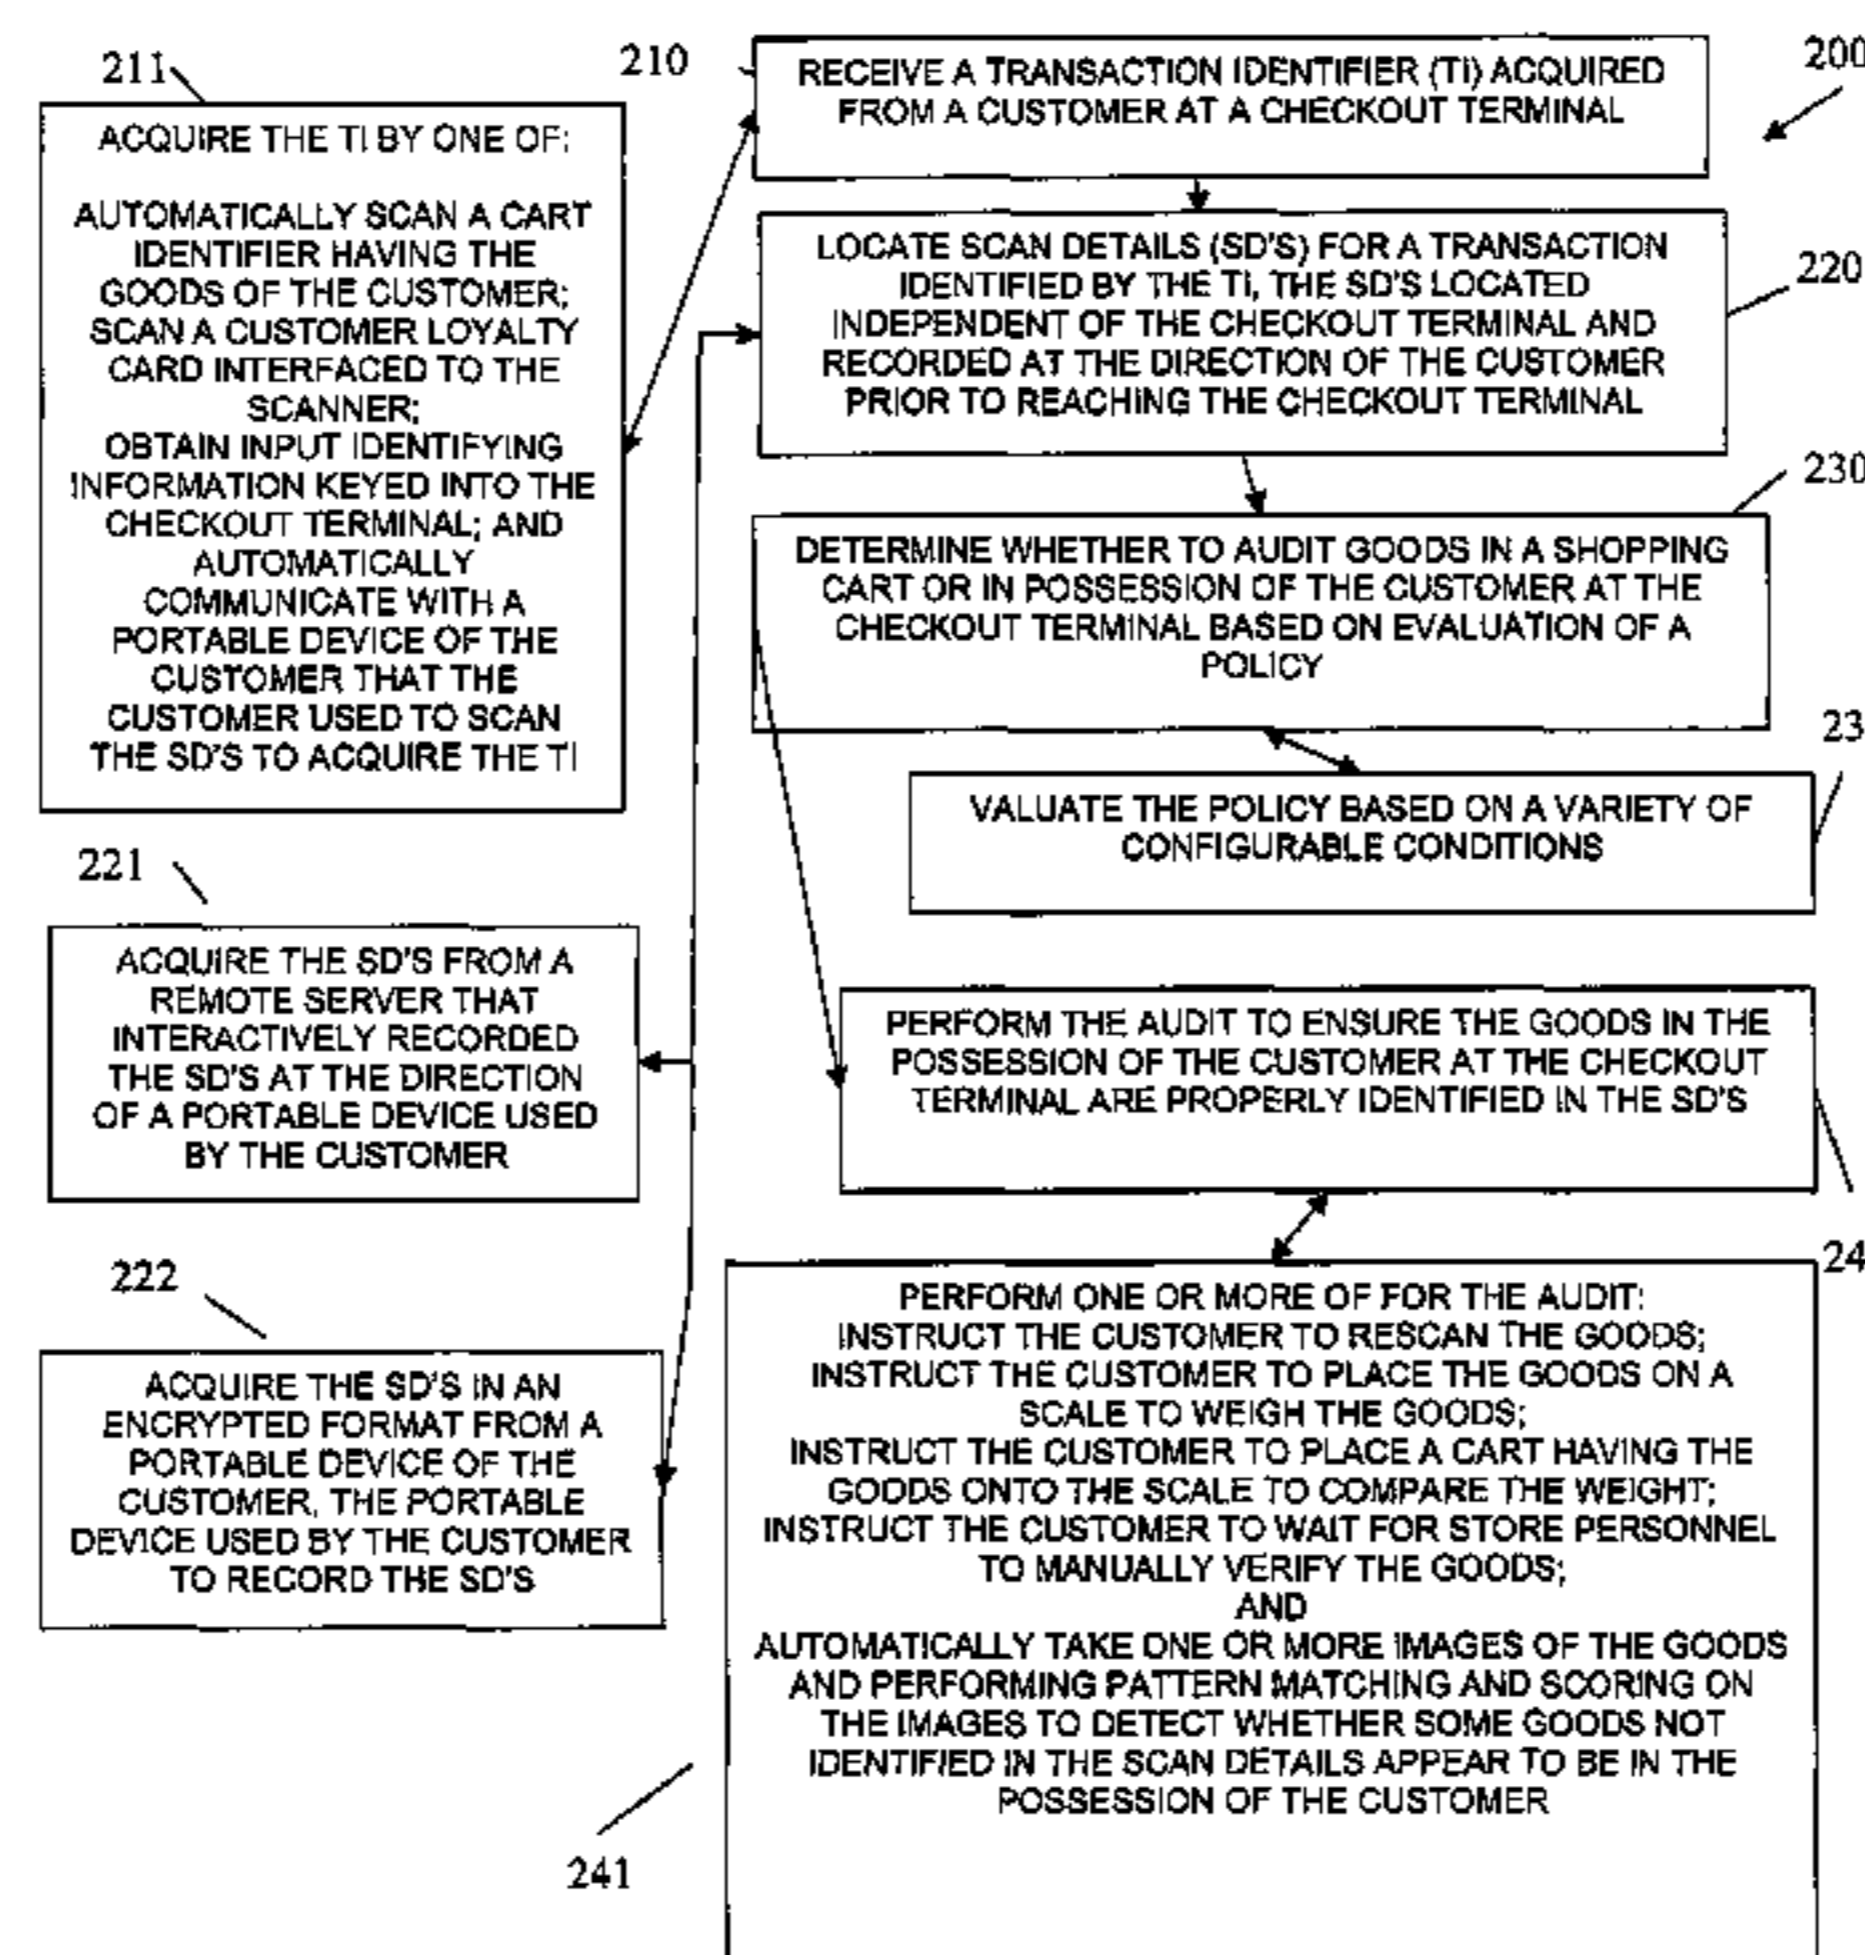 211
ACQUIRE THE TI BY ONE OF:
AUTOMATICALLY SCAN A CART
IDENTIFIER HAVING THE
GOODS OF THE CUSTOMER;
SCAN A CUSTOMER LOYALTY
CARD INTERFACED TO THE
SCANNER;
OBTAIN INPUT IDENTIFYING
INFORMATION KEYED INTO THE
CHECKOUT TERMINAL; AND
AUTOMATICALLY
COMMUNICATE WITH A
PORTABLE DEVICE OF THE
CUSTOMER THAT THE
CUSTOMER USED TO SCAN
THE SD'S TO ACQUIRE THE TI
221
ACQUIRE THE SD'S FROM A
REMOTE SERVER THAT
INTERACTIVELY RECORDED
THE SD'S AT THE DIRECTION
OF A PORTABLE DEVICE USED
BY THE CUSTOMER
222
ACQUIRE THE SD'S IN AN
ENCRYPTED FORMAT FROM A
PORTABLE DEVICE OF THE
CUSTOMER, THE PORTABLE
DEVICE USED BY THE CUSTOMER
TO RECORD THE SD'S
210
RECEIVE A TRANSACTION IDENTIFIER (TI) ACQUIRED
FROM A CUSTOMER AT A CHECKOUT TERMINAL
200
LOCATE SCAN DETAILS (SD'S) FOR A TRANSACTION
IDENTIFIED BY THE TI, THE SD'S LOCATED
INDEPENDENT OF THE CHECKOUT TERMINAL AND
RECORDED AT THE DIRECTION OF THE CUSTOMER
PRIOR TO REACHING THE CHECKOUT TERMINAL
220
230
DETERMINE WHETHER TO AUDIT GOODS IN A SHOPPING
CART OR IN POSSESSION OF THE CUSTOMER AT THE
CHECKOUT TERMINAL BASED ON EVALUATION OF A
POLICY
23
VALUATE THE POLICY BASED ON A VARIETY OF
CONFIGURABLE CONDITIONS
PERFORM THE AUDIT TO ENSURE THE GOODS IN THE
POSSESSION OF THE CUSTOMER AT THE CHECKOUT
TERMINAL ARE PROPERLY IDENTIFIED IN THE SD'S
24
PERFORM ONE OR MORE OF FOR THE AUDIT:
INSTRUCT THE CUSTOMER TO RESCAN THE GOODS;
INSTRUCT THE CUSTOMER TO PLACE THE GOODS ON A
SCALE TO WEIGH THE GOODS;
INSTRUCT THE CUSTOMER TO PLACE A CART HAVING THE
GOODS ONTO THE SCALE TO COMPARE THE WEIGHT;
INSTRUCT THE CUSTOMER TO WAIT FOR STORE PERSONNEL
TO MANUALLY VERIFY THE GOODS;
AND
AUTOMATICALLY TAKE ONE OR MORE IMAGES OF THE GOODS
AND PERFORMING PATTERN MATCHING AND SCORING ON
THE IMAGES TO DETECT WHETHER SOME GOODS NOT
IDENTIFIED IN THE SCAN DETAILS APPEAR TO BE IN THE
POSSESSION OF THE CUSTOMER
241